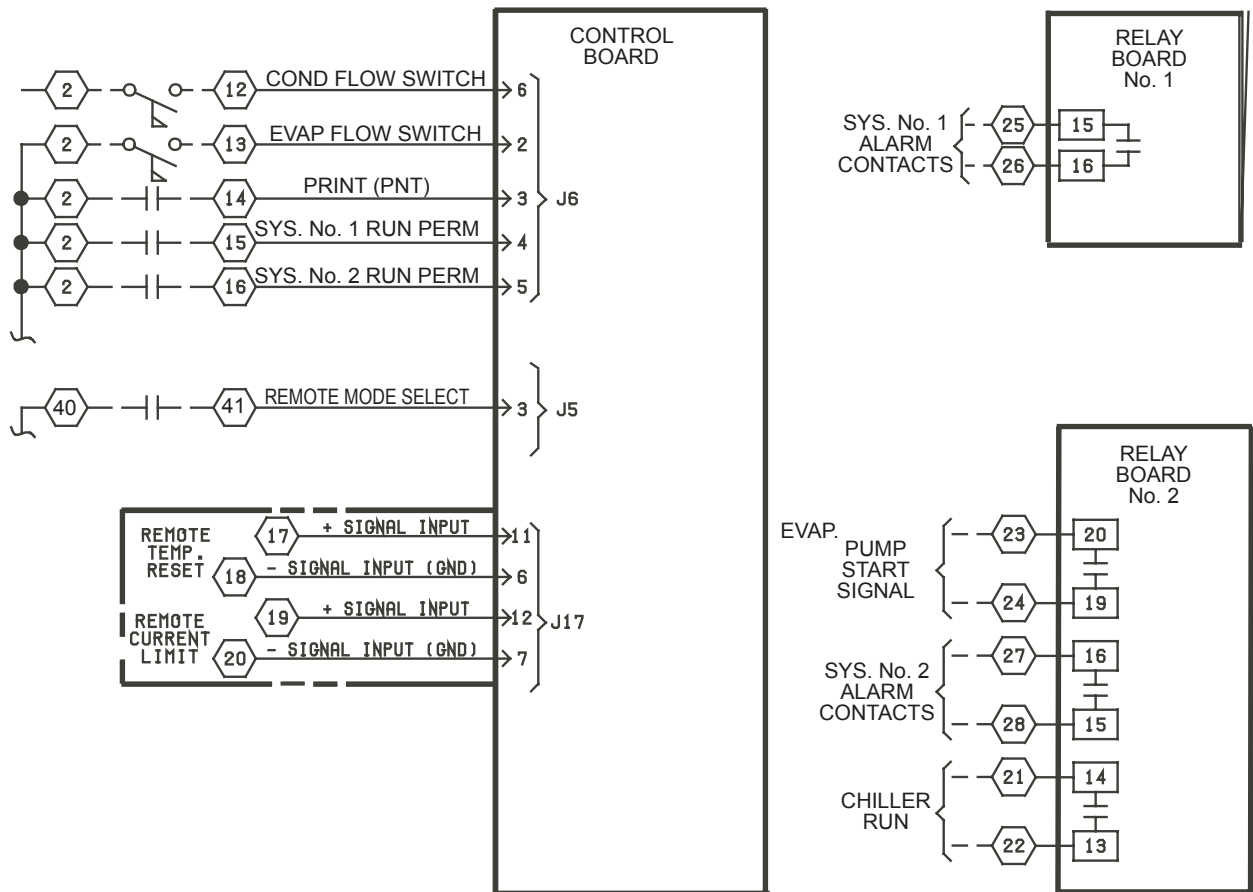 CONTROL
BOARD
2 12 COND FLOW SWITCH 6
2 13 EVAP FLOW SWITCH 2
2 14 PRINT (PNT) 3 J6
2 15 SYS. No. 1 RUN PERM 4
2 16 SYS. No. 2 RUN PERM 5
40 41 REMOTE MODE SELECT 3 J5
REMOTE
TEMP.
RESET
17 + SIGNAL INPUT 11
18 - SIGNAL INPUT (GND) 6
REMOTE
CURRENT
LIMIT
19 + SIGNAL INPUT 12
20 - SIGNAL INPUT (GND) 7
J17
RELAY
BOARD
No. 1
SYS. No. 1
ALARM
CONTACTS
25 15
26 16
RELAY
BOARD
No. 2
EVAP.
PUMP
START
SIGNAL
23 20
24 19
SYS. No. 2
ALARM
CONTACTS
27 16
28 15
CHILLER
RUN
21 14
22 13